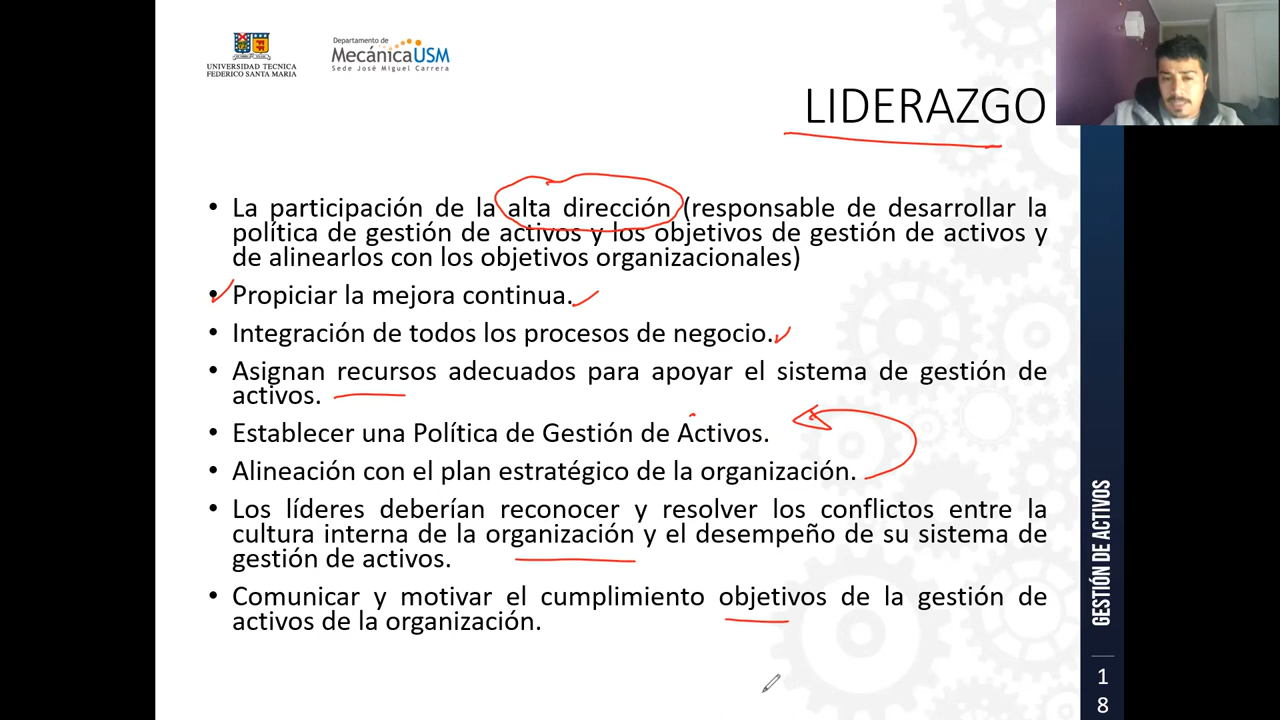 UNIVERSIDAD TECNICA
FEDERICO SANTA MARIA
Departamento de
MecánicaUSM
Sede José Miguel Carrera
LIDERAZGO
• La participación de la alta dirección (responsable de desarrollar la
política de gestión de activos y los objetivos de gestión de activos y
de alinearlos con los objetivos organizacionales)
• Propiciar la mejora continua.
• Integración de todos los procesos de negocio.
• Asignan recursos adecuados para apoyar el sistema de gestión de
activos.
• Establecer una Política de Gestión de Activos.
• Alineación con el plan estratégico de la organización.
• Los líderes deberían reconocer y resolver los conflictos entre la
cultura interna de la organización y el desempeño de su sistema de
gestión de activos.
• Comunicar y motivar el cumplimiento objetivos de la gestión de
activos de la organización.
GESTIÓN DE ACTIVOS
1
8